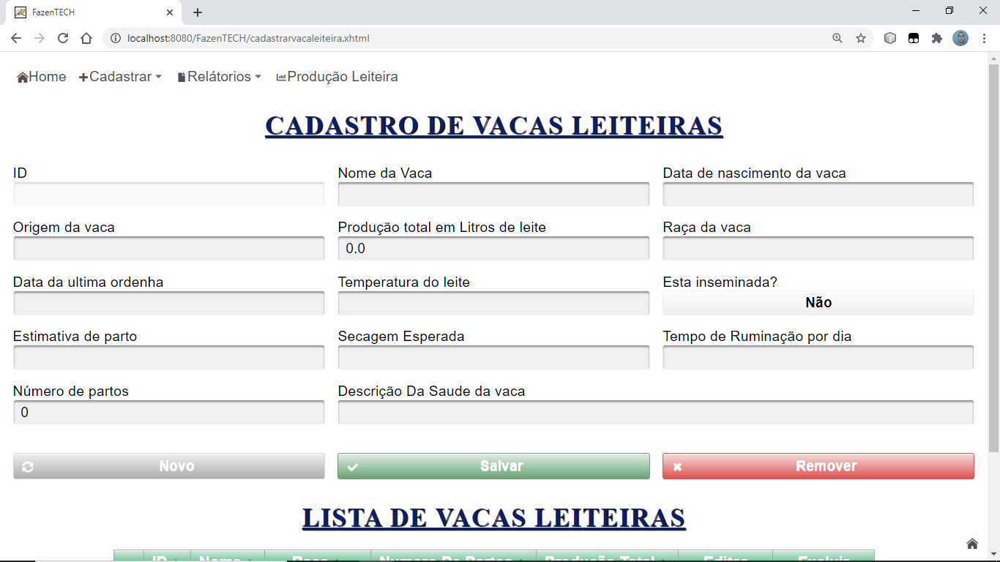 FazenTECH
localhost:8080/FazenTECH/cadastrarvacaleiteira.xhtml
Home Cadastrar Relátorios Produção Leiteira
CADASTRO DE VACAS LEITEIRAS
ID Nome da Vaca Data de nascimento da vaca
Origem da vaca Produção total em Litros de leite Raça da vaca
0.0
Data da ultima ordenha Temperatura do leite Esta inseminada?
Não
Estimativa de parto Secagem Esperada Tempo de Ruminação por dia
Número de partos Descrição Da Saude da vaca
0
Novo Salvar Remover
LISTA DE VACAS LEITEIRAS
ID Nome Raça Numero De Partos Produção Total Editar Excluir